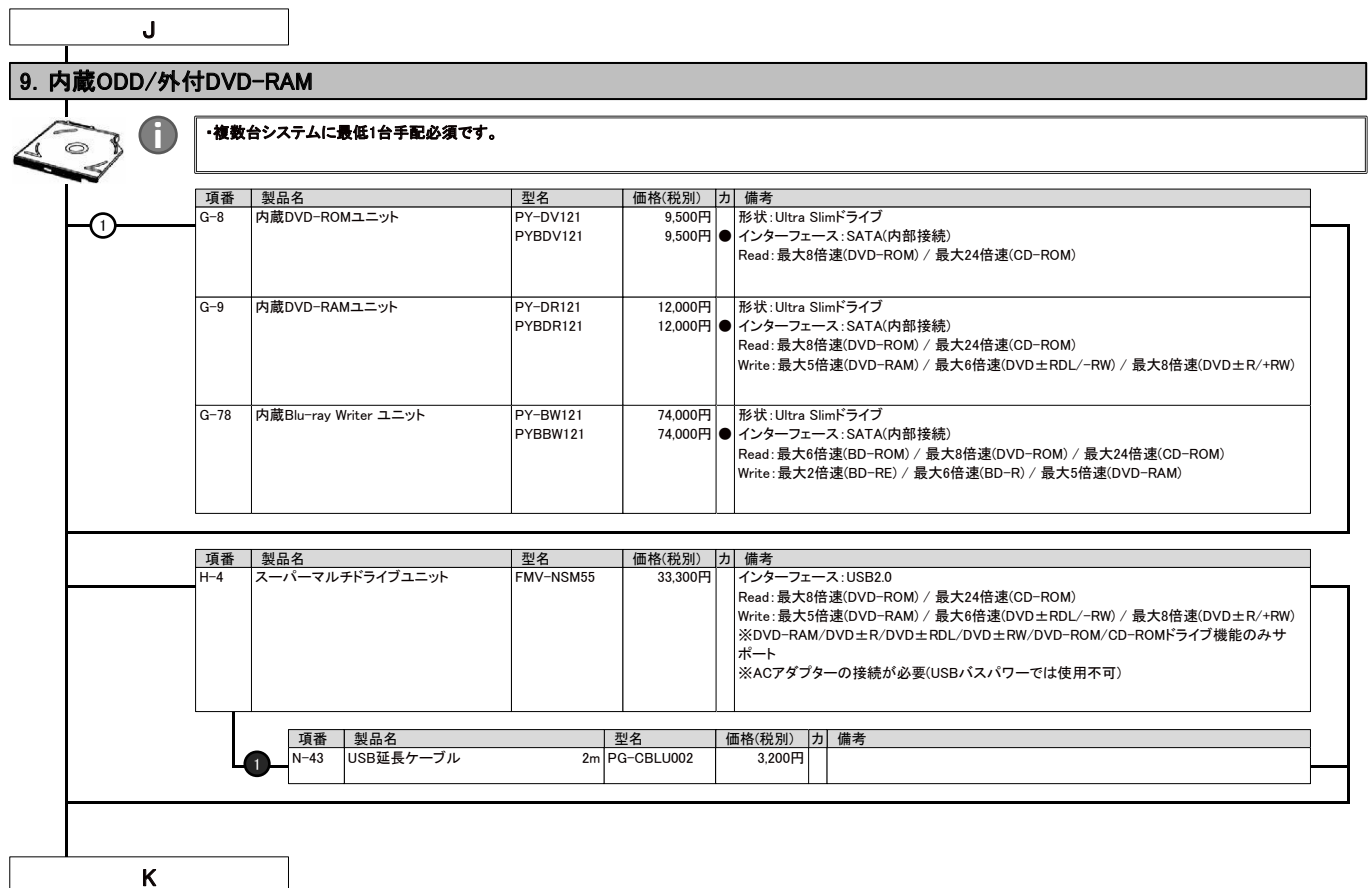 J
9. 内蔵ODD/外付DVD-RAM
i
・複数台システムに最低1台手配必須です。
項番 製品名 型名 価格(税別) カ 備考
① G-8 内蔵DVD-ROMユニット PY-DV121 9,500円 形状:Ultra Slimドライブ
PYBDV121 9,500円 ● インターフェース:SATA(内部接続)
Read:最大8倍速(DVD-ROM) / 最大24倍速(CD-ROM)
G-9 内蔵DVD-RAMユニット PY-DR121 12,000円 形状:Ultra Slimドライブ
PYBDR121 12,000円 ● インターフェース:SATA(内部接続)
Read:最大8倍速(DVD-ROM) / 最大24倍速(CD-ROM)
Write:最大5倍速(DVD-RAM) / 最大6倍速(DVD±RDL/-RW) / 最大8倍速(DVD±R/+RW)
G-78 内蔵Blu-ray Writer ユニット PY-BW121 74,000円 形状:Ultra Slimドライブ
PYBBW121 74,000円 ● インターフェース:SATA(内部接続)
Read:最大6倍速(BD-ROM) / 最大8倍速(DVD-ROM) / 最大24倍速(CD-ROM)
Write:最大2倍速(BD-RE) / 最大6倍速(BD-R) / 最大5倍速(DVD-RAM)
項番 製品名 型名 価格(税別) カ 備考
H-4 スーパーマルチドライブユニット FMV-NSM55 33,300円 インターフェース:USB2.0
Read:最大8倍速(DVD-ROM) / 最大24倍速(CD-ROM)
Write:最大5倍速(DVD-RAM) / 最大6倍速(DVD±RDL/-RW) / 最大8倍速(DVD±R/+RW)
※DVD-RAM/DVD±R/DVD±RDL/DVD±RW/DVD-ROM/CD-ROMドライブ機能のみサ
ポート
※ACアダプターの接続が必要(USBバスパワーでは使用不可)
項番 製品名 型名 価格(税別) カ 備考
❶ N-43 USB延長ケーブル 2m PG-CBLU002 3,200円
K